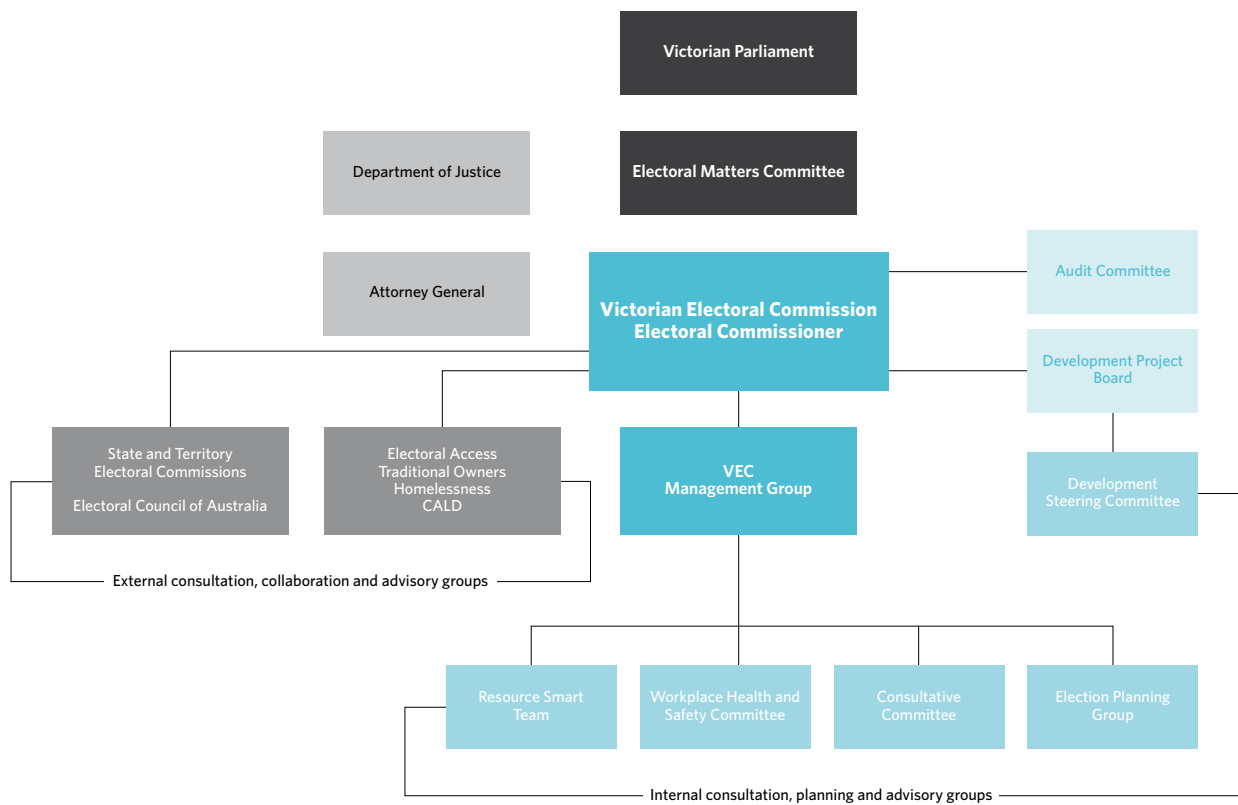 Victorian Parliament
Department of Justice
Electoral Matters Committee
Attorney General
Victorian Electoral Commission
Electoral Commissioner
Audit Committee
Development Project
Board
State and Territory
Electoral Commissions
Electoral Council of Australia
Electoral Access
Traditional Owners
Homelessness
CALD
VEC
Management Group
Development
Steering Committee
External consultation, collaboration and advisory groups
Resource Smart
Team
Workplace Health and
Safety Committee
Consultative
Committee
Election Planning
Group
Internal consultation, planning and advisory groups